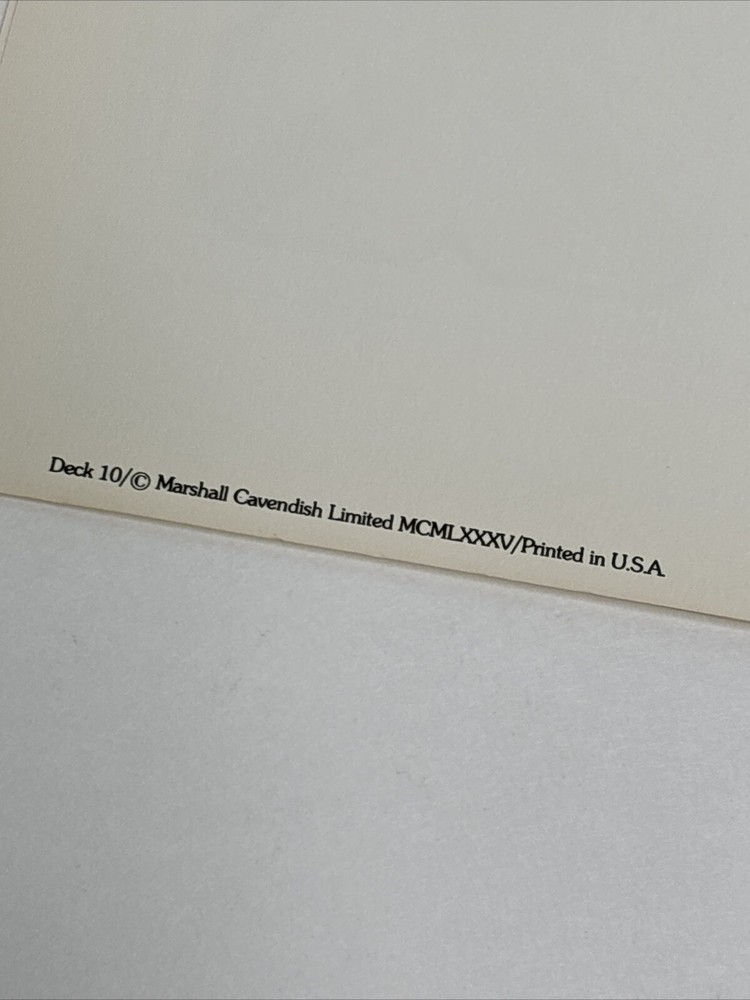 Deck 10/© Marshall Cavendish Limited MCMLXXXV/Printed in U.S.A.